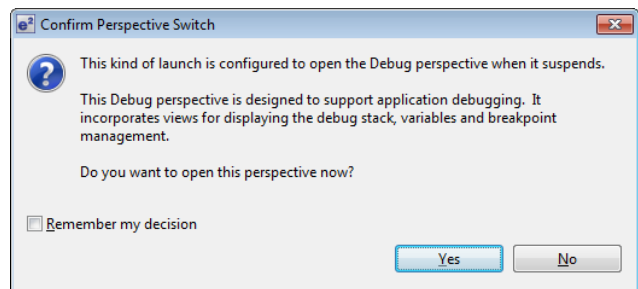 e² Confirm Perspective Switch
This kind of launch is configured to open the Debug perspective when it suspends.
This Debug perspective is designed to support application debugging.  It
incorporates views for displaying the debug stack, variables and breakpoint
management.
Do you want to open this perspective now?
Remember my decision
Yes No